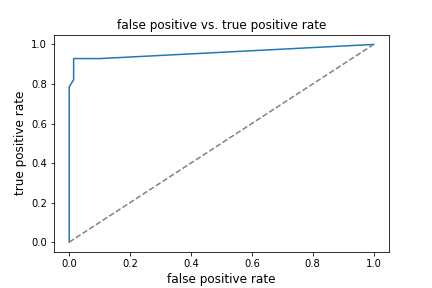 false positive vs. true positive rate
1.0
0.8
0.6
0.4
0.2
0.0
true positive rate
0.0 0.2 0.4 0.6 0.8 1.0
false positive rate